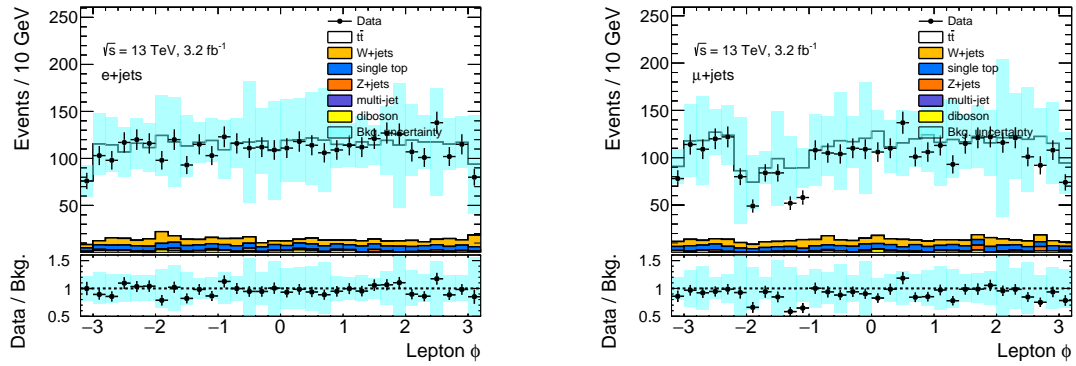 Events / 10 GeV
250
200
150
100
50
√s = 13 TeV, 3.2 fb-1
e+jets
Data
tt̄
W+jets
single top
Z+jets
multi-jet
diboson
Bkg. uncertainty
Data / Bkg.
1.5
1
0.5
−3 −2 −1 0 1 2 3
Lepton ϕ
Events / 10 GeV
250
200
150
100
50
√s = 13 TeV, 3.2 fb-1
μ+jets
Data
tt̄
W+jets
single top
Z+jets
multi-jet
diboson
Bkg. uncertainty
Data / Bkg.
1.5
1
0.5
−3 −2 −1 0 1 2 3
Lepton ϕ